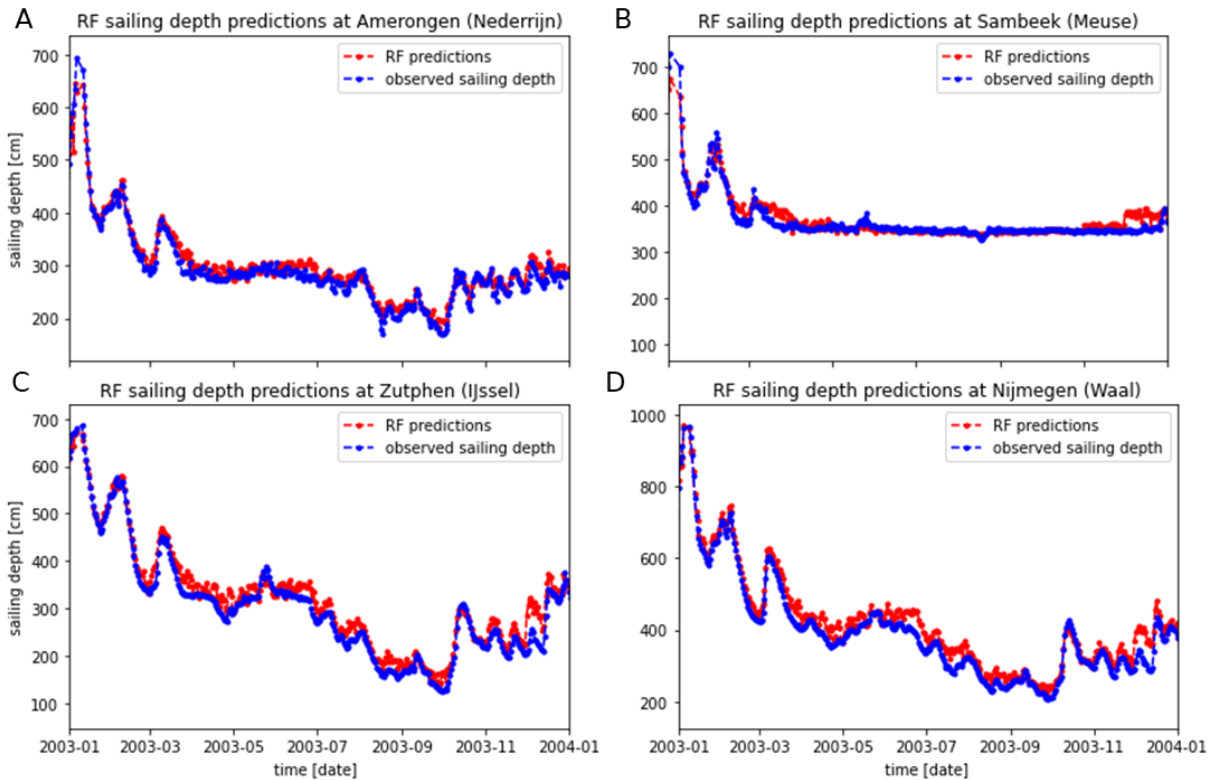 A RF sailing depth predictions at Amerongen (Nederrijn)
RF predictions
observed sailing depth
700
600
500
400
300
200
sailing depth [cm]
B RF sailing depth predictions at Sambeek (Meuse)
RF predictions
observed sailing depth
700
600
500
400
300
200
100
C RF sailing depth predictions at Zutphen (IJssel)
RF predictions
observed sailing depth
700
600
500
400
300
200
100
sailing depth [cm]
2003-01 2003-03 2003-05 2003-07 2003-09 2003-11 2004-01
time [date]
D RF sailing depth predictions at Nijmegen (Waal)
RF predictions
observed sailing depth
1000
800
600
400
200
2003-01 2003-03 2003-05 2003-07 2003-09 2003-11 2004-01
time [date]